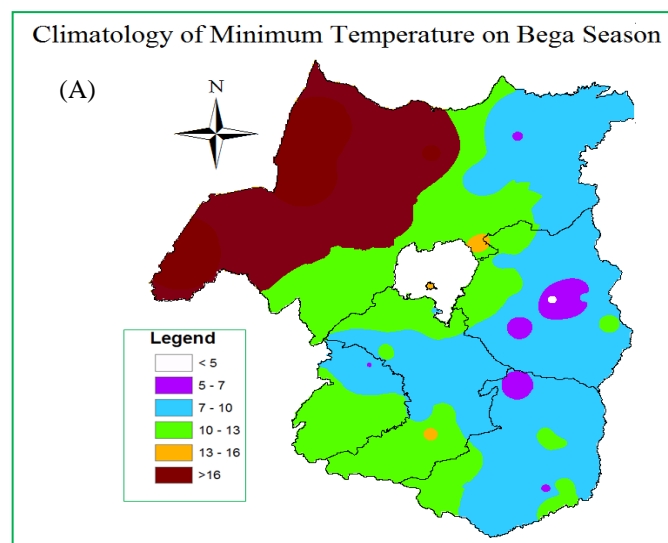 Climatology of Minimum Temperature on Bega Season
(A)
N
Legend
< 5
5 - 7
7 - 10
10 - 13
13 - 16
>16